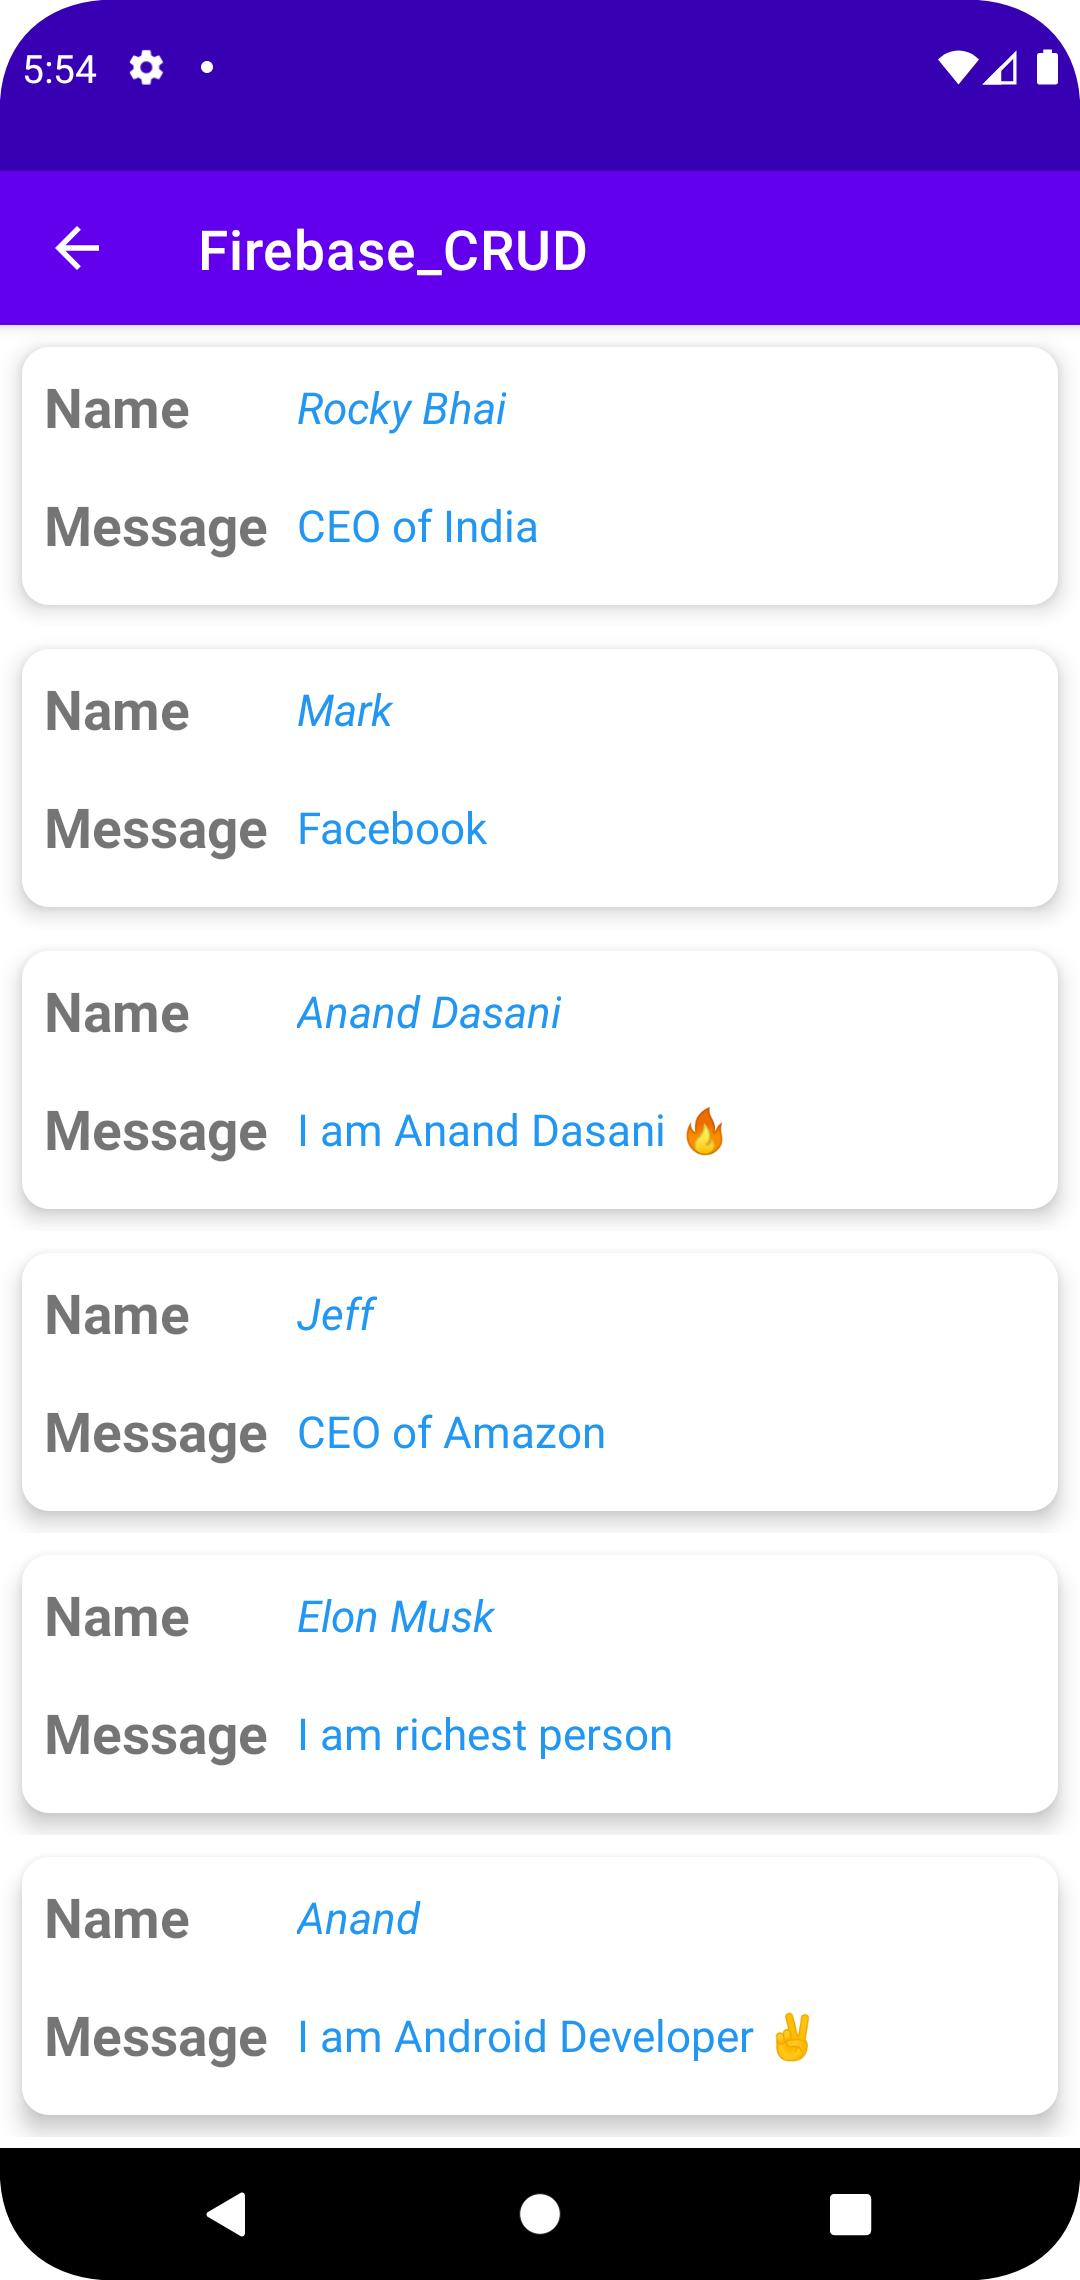 5:54
Firebase_CRUD
Name Rocky Bhai
Message CEO of India
Name Mark
Message Facebook
Name Anand Dasani
Message I am Anand Dasani 🔥
Name Jeff
Message CEO of Amazon
Name Elon Musk
Message I am richest person
Name Anand
Message I am Android Developer ✌️